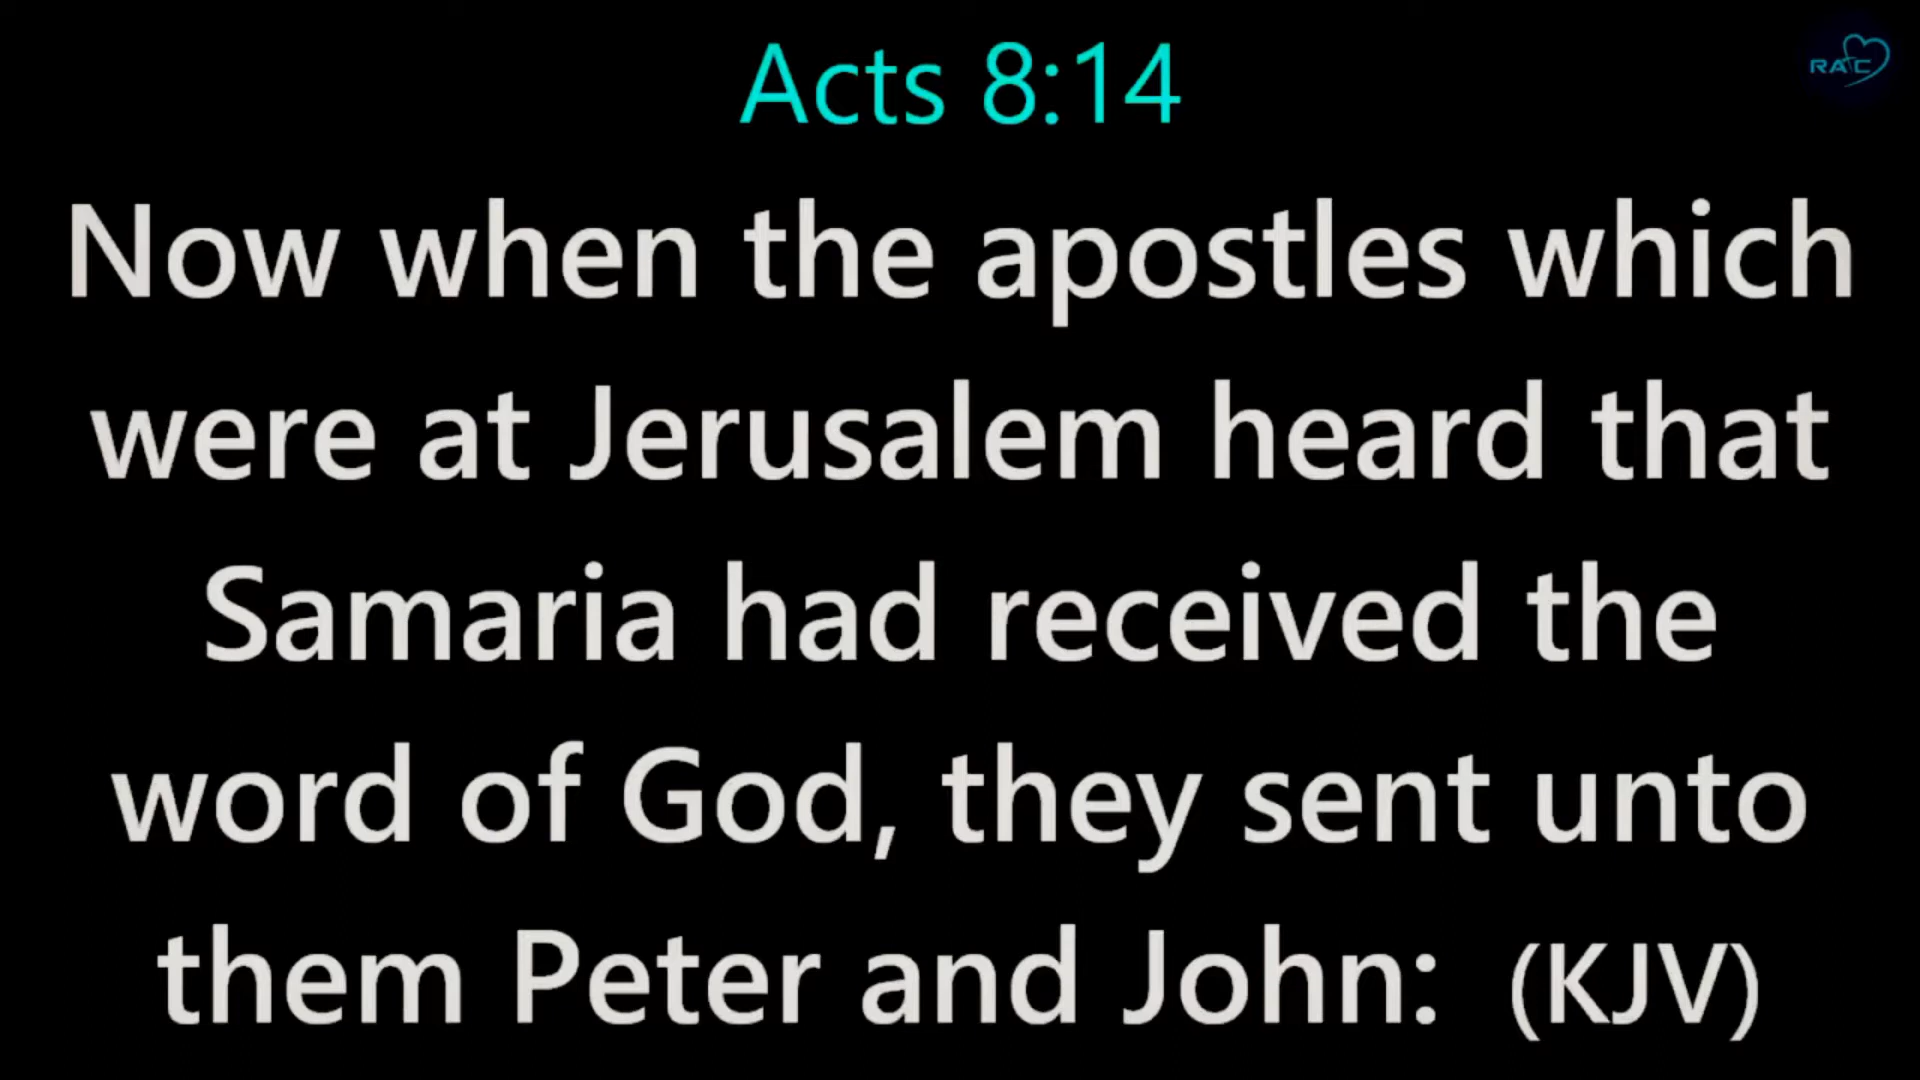 Acts 8:14
RAC
Now when the apostles which
were at Jerusalem heard that
Samaria had received the
word of God, they sent unto
them Peter and John: (KJV)